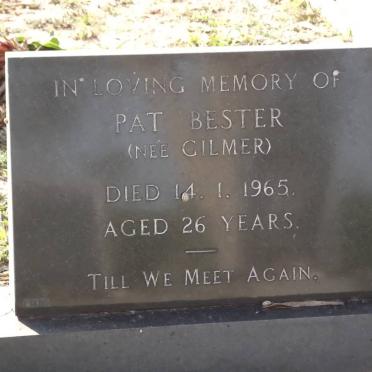 IN LOVING MEMORY OF
PAT BESTER
(NEE GILMER)
DIED 14. 1. 1965.
AGED 26 YEARS.
TILL WE MEET AGAIN.